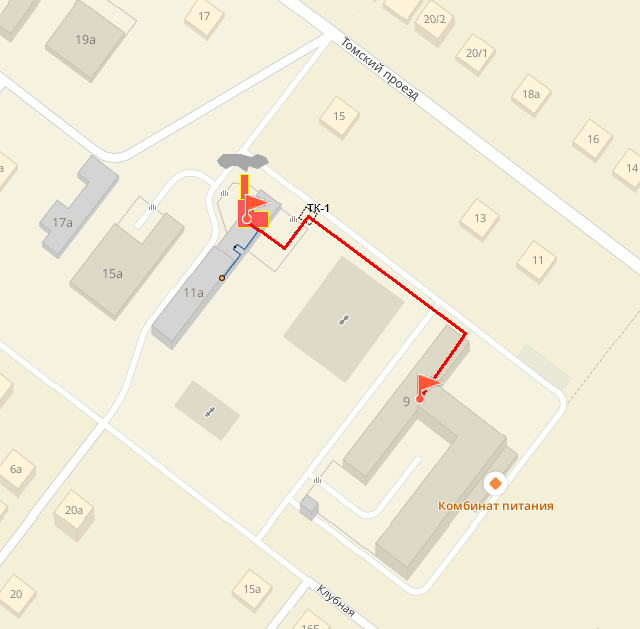 17
20/2
19а
20/1
Томский проезд
18а
15
16
14
ТК-1
17а
13
11
15а
11а
9
Комбинат питания
6а
20а
15а
20
Клубная